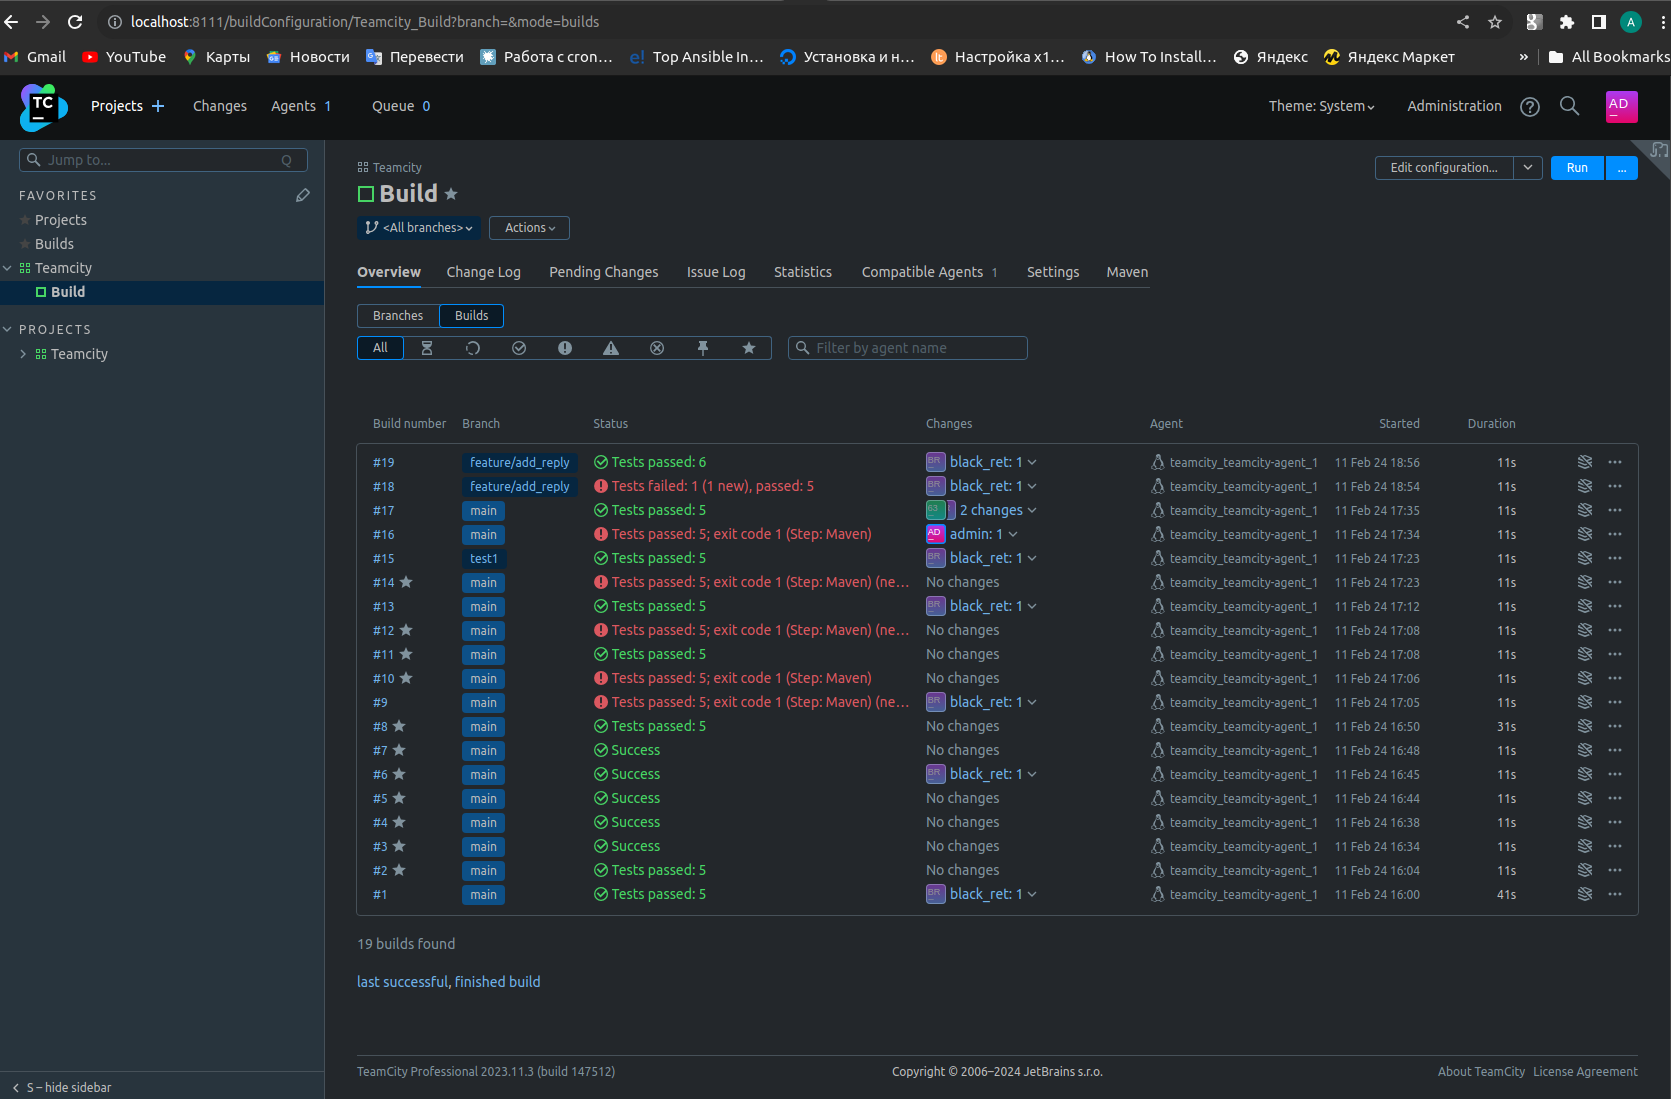 localhost:8111/buildConfiguration/Teamcity_Build?branch=&mode=builds
A
Gmail YouTube Карты Новости Перевести Работа с cron... Top Ansible In... Установка и н... Настройка x1... How To Install... Яндекс Яндекс Маркет » All Bookmarks
TC Projects + Changes Agents 1 Queue 0 Theme: System Administration AD
Jump to... Q
FAVORITES
Projects
Builds
Teamcity
Build
PROJECTS
Teamcity
Teamcity
Edit configuration... Run ...
Build
<All branches> Actions
Overview Change Log Pending Changes Issue Log Statistics Compatible Agents 1 Settings Maven
Branches Builds
All Filter by agent name
Build number Branch Status Changes Agent Started Duration
#19 feature/add_reply Tests passed: 6 BR black_ret: 1 teamcity_teamcity-agent_1 11 Feb 24 18:56 11s
#18 feature/add_reply Tests failed: 1 (1 new), passed: 5 BR black_ret: 1 teamcity_teamcity-agent_1 11 Feb 24 18:54 11s
#17 main Tests passed: 5 63 2 changes teamcity_teamcity-agent_1 11 Feb 24 17:35 11s
#16 main Tests passed: 5; exit code 1 (Step: Maven) AD admin: 1 teamcity_teamcity-agent_1 11 Feb 24 17:34 11s
#15 test1 Tests passed: 5 BR black_ret: 1 teamcity_teamcity-agent_1 11 Feb 24 17:23 11s
#14 main Tests passed: 5; exit code 1 (Step: Maven) (ne... No changes teamcity_teamcity-agent_1 11 Feb 24 17:23 11s
#13 main Tests passed: 5 BR black_ret: 1 teamcity_teamcity-agent_1 11 Feb 24 17:12 11s
#12 main Tests passed: 5; exit code 1 (Step: Maven) (ne... No changes teamcity_teamcity-agent_1 11 Feb 24 17:08 11s
#11 main Tests passed: 5 No changes teamcity_teamcity-agent_1 11 Feb 24 17:08 11s
#10 main Tests passed: 5; exit code 1 (Step: Maven) No changes teamcity_teamcity-agent_1 11 Feb 24 17:06 11s
#9 main Tests passed: 5; exit code 1 (Step: Maven) (ne... BR black_ret: 1 teamcity_teamcity-agent_1 11 Feb 24 17:05 11s
#8 main Tests passed: 5 No changes teamcity_teamcity-agent_1 11 Feb 24 16:50 31s
#7 main Success No changes teamcity_teamcity-agent_1 11 Feb 24 16:48 11s
#6 main Success BR black_ret: 1 teamcity_teamcity-agent_1 11 Feb 24 16:45 11s
#5 main Success No changes teamcity_teamcity-agent_1 11 Feb 24 16:44 11s
#4 main Success No changes teamcity_teamcity-agent_1 11 Feb 24 16:38 11s
#3 main Success No changes teamcity_teamcity-agent_1 11 Feb 24 16:34 11s
#2 main Tests passed: 5 No changes teamcity_teamcity-agent_1 11 Feb 24 16:04 11s
#1 main Tests passed: 5 BR black_ret: 1 teamcity_teamcity-agent_1 11 Feb 24 16:00 41s
19 builds found
last successful, finished build
S – hide sidebar
TeamCity Professional 2023.11.3 (build 147512) Copyright © 2006–2024 JetBrains s.r.o. About TeamCity License Agreement